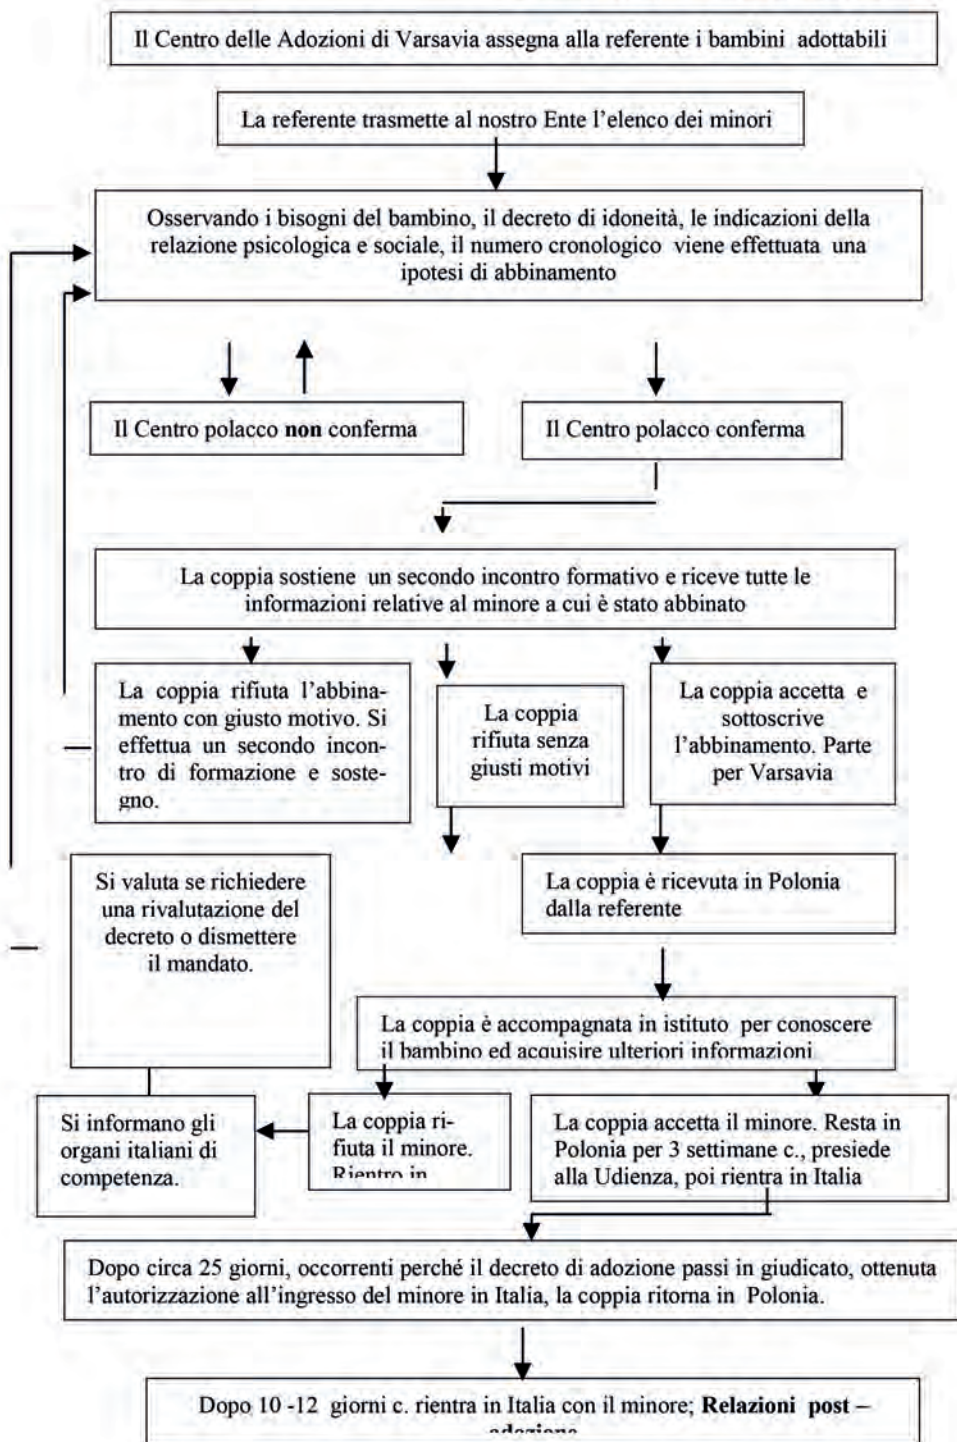 Il Centro delle Adozioni di Varsavia assegna alla referente i bambini adottabili
La referente trasmette al nostro Ente l’elenco dei minori
Osservando i bisogni del bambino, il decreto di idoneità, le indicazioni della
relazione psicologica e sociale, il numero cronologico viene effettuata una
ipotesi di abbinamento
Il Centro polacco non conferma
Il Centro polacco conferma
La coppia sostiene un secondo incontro formativo e riceve tutte le
informazioni relative al minore a cui è stato abbinato
La coppia rifiuta l’abbina-
mento con giusto motivo. Si
effettua un secondo incon-
tro di formazione e soste-
gno.
La coppia
rifiuta senza
giusti motivi
La coppia accetta e
sottoscrive
l’abbinamento. Parte
per Varsavia
Si valuta se richiedere
una rivalutazione del
decreto o dismettere
il mandato.
La coppia è ricevuta in Polonia
dalla referente
La coppia è accompagnata in istituto per conoscere
il bambino ed acquisire ulteriori informazioni
Si informano gli
organi italiani di
competenza.
La coppia ri-
fiuta il minore.
Rientro in
La coppia accetta il minore. Resta in
Polonia per 3 settimane c., presiede
alla Udienza, poi rientra in Italia
Dopo circa 25 giorni, occorrenti perché il decreto di adozione passi in giudicato, ottenuta
l’autorizzazione all’ingresso del minore in Italia, la coppia ritorna in Polonia.
Dopo 10 -12 giorni c. rientra in Italia con il minore; Relazioni post –
adozione